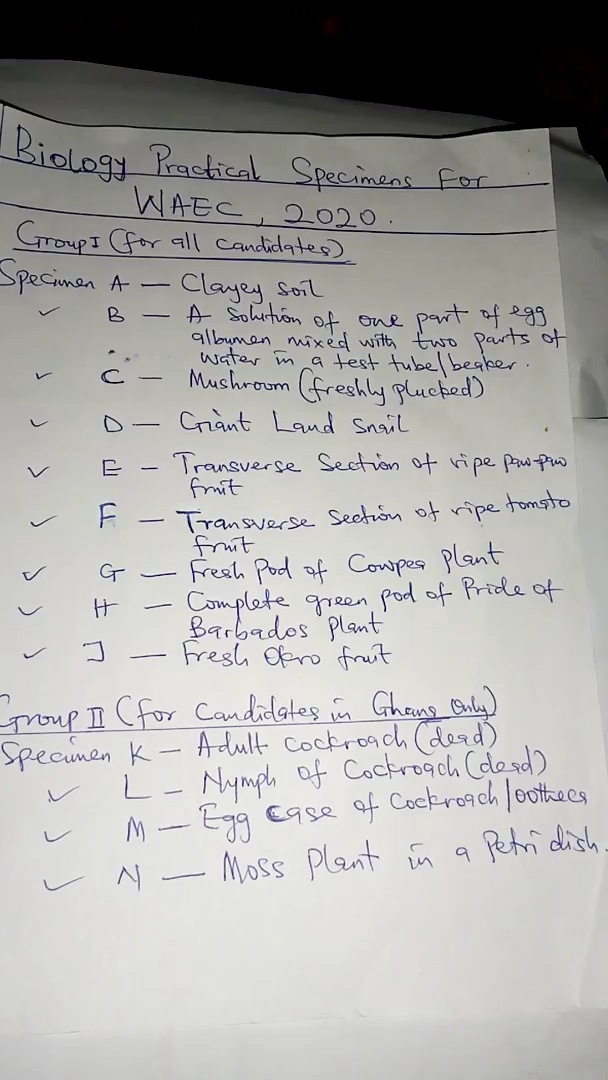 Biology Practical Specimens For
WAEC, 2020.
Group I (for all candidates)
Specimen A — Clayey soil
✓ B — A solution of one part of egg
albumen mixed with two parts of
water in a test tube/beaker.
✓ C — Mushroom (freshly plucked)
✓ D — Giant Land Snail
✓ E — Transverse Section of ripe paw-paw
fruit
✓ F — Transverse section of ripe tomato
fruit
✓ G — Fresh Pod of Cowpea plant
✓ H — Complete green pod of Pride of
Barbados plant
✓ J — Fresh Okro fruit
Group II (for candidates in Ghana Only)
Specimen K — Adult cockroach (dead)
✓ L — Nymph of Cockroach (dead)
✓ M — Egg case of cockroach/ootheca
✓ N — Moss plant in a Petri dish.